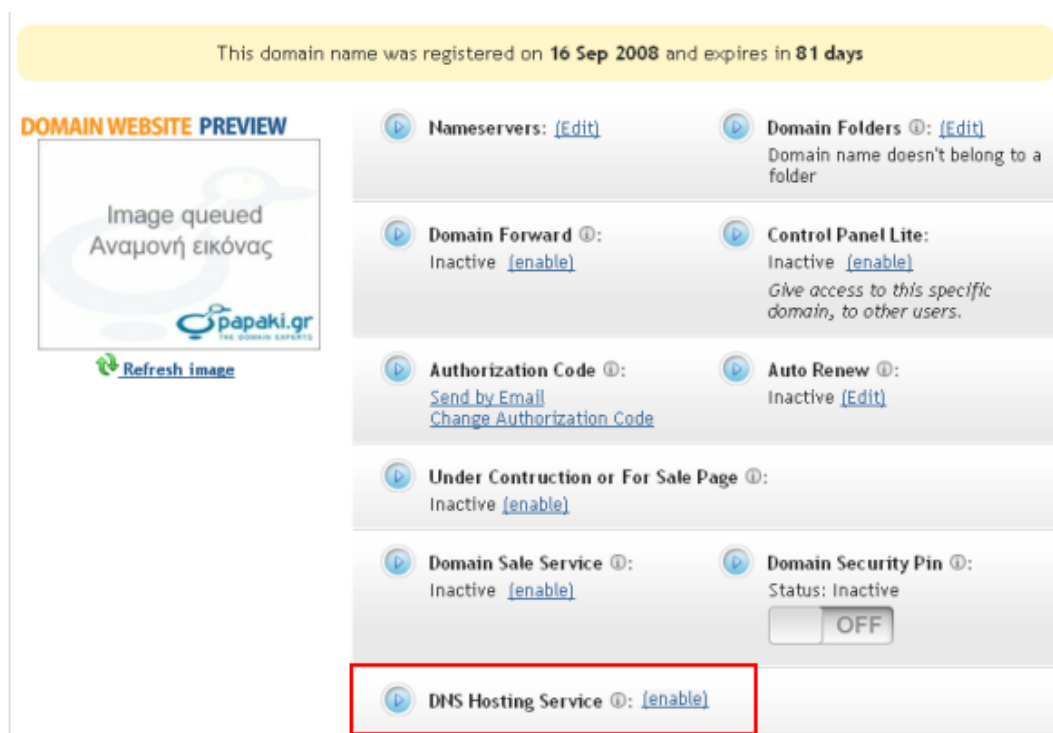 This domain name was registered on 16 Sep 2008 and expires in 81 days
DOMAIN WEBSITE PREVIEW
Image queued
Αναμονή εικόνας
papaki.gr
THE DOMAIN EXPERTS
Refresh image
Nameservers: (Edit)
Domain Folders ⓘ: (Edit)
Domain name doesn't belong to a
folder
Domain Forward ⓘ:
Inactive (enable)
Control Panel Lite:
Inactive (enable)
Give access to this specific
domain, to other users.
Authorization Code ⓘ:
Send by Email
Change Authorization Code
Auto Renew ⓘ:
Inactive (Edit)
Under Contruction or For Sale Page ⓘ:
Inactive (enable)
Domain Sale Service ⓘ:
Inactive (enable)
Domain Security Pin ⓘ:
Status: Inactive
OFF
DNS Hosting Service ⓘ: (enable)